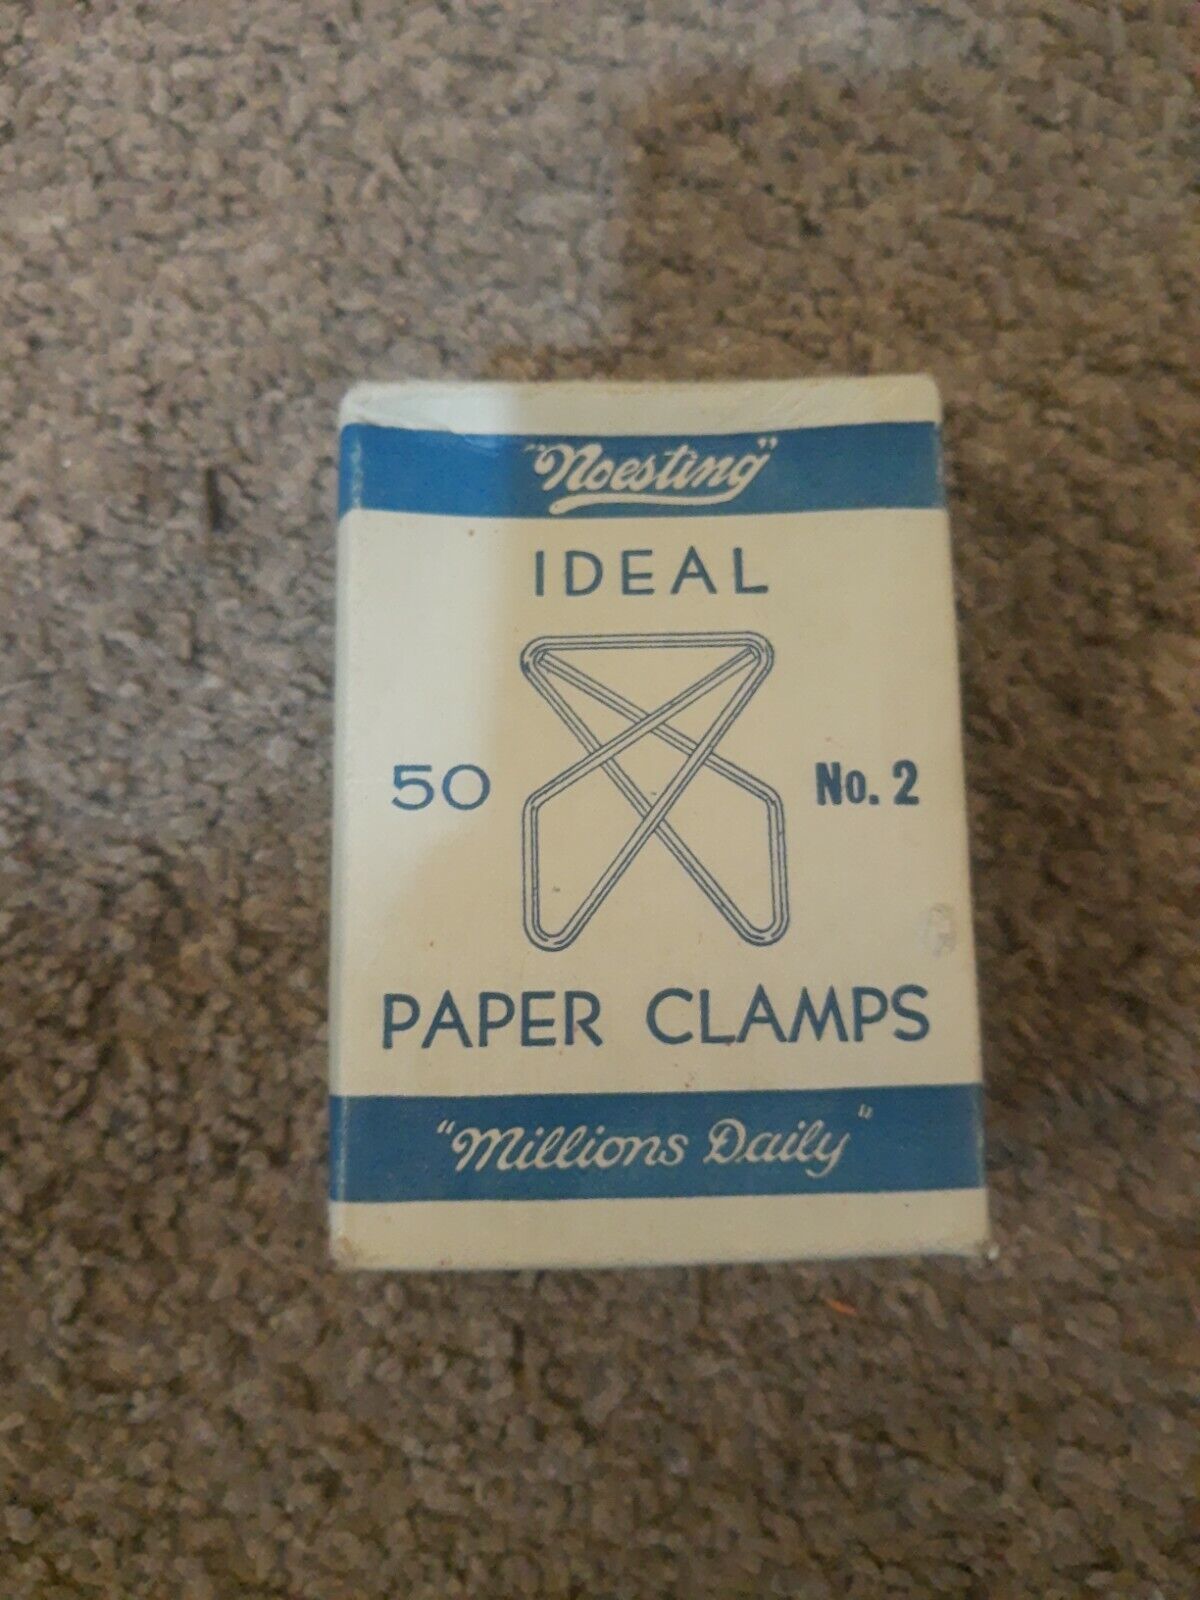 "Noesting"
IDEAL
50 No. 2
PAPER CLAMPS
"Millions Daily"